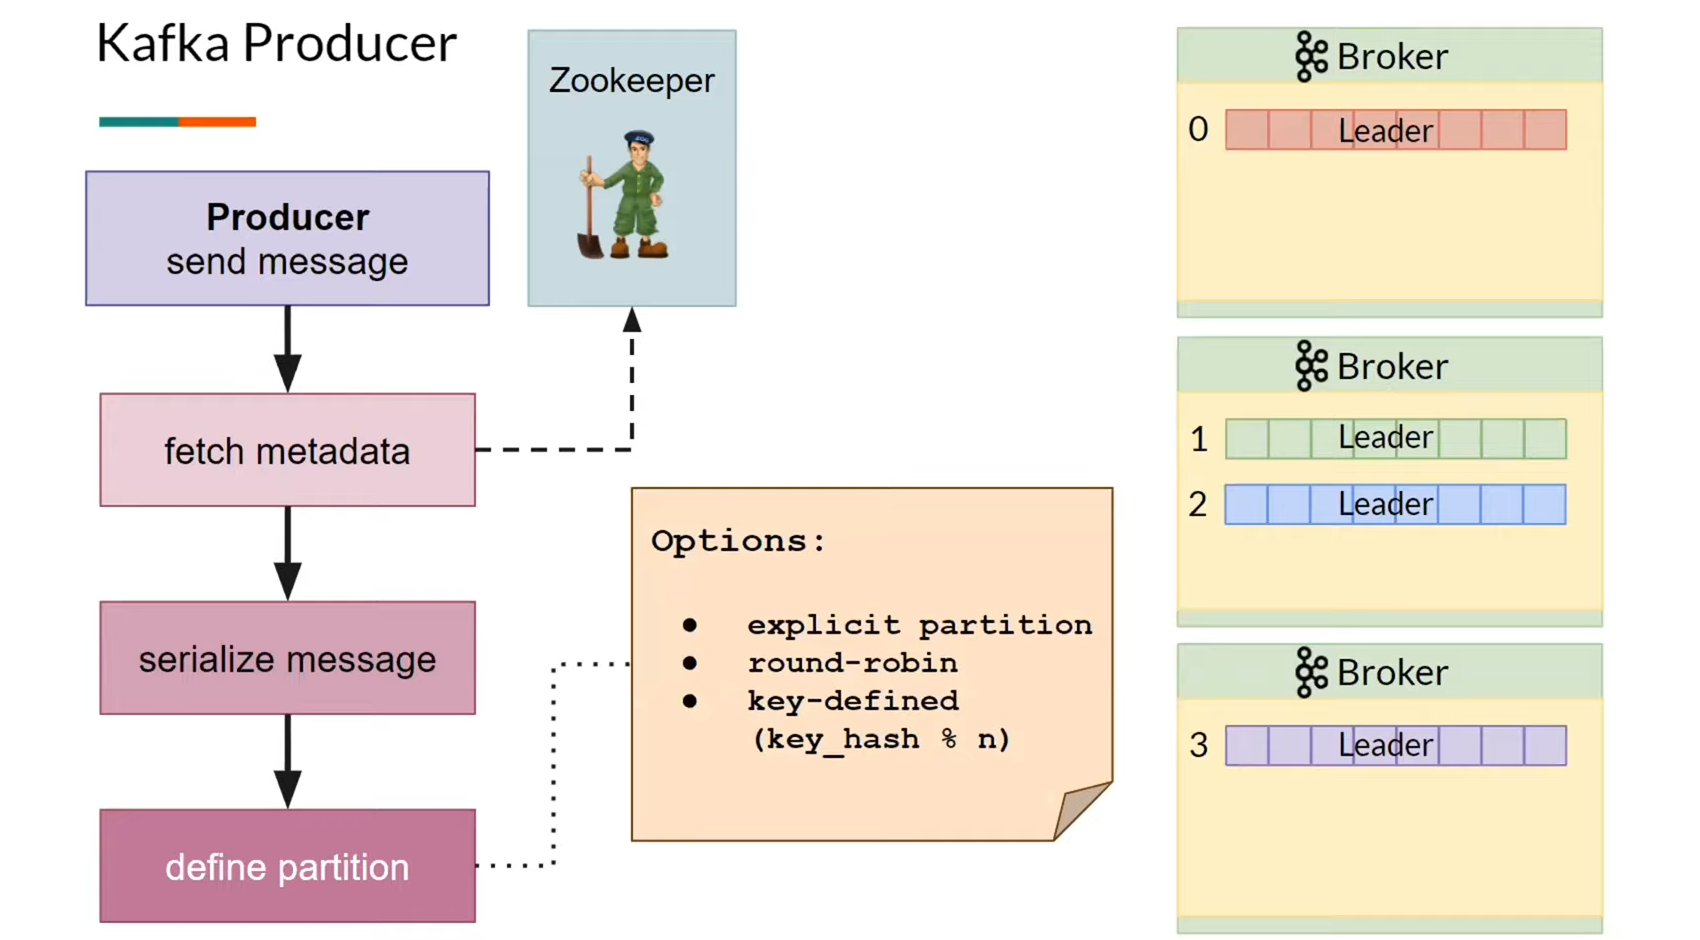 Kafka Producer
Producer
send message
fetch metadata
serialize message
define partition
Zookeeper
Options:
● explicit partition
● round-robin
● key-defined
(key_hash % n)
Broker
0 Leader
Broker
1 Leader
2 Leader
Broker
3 Leader